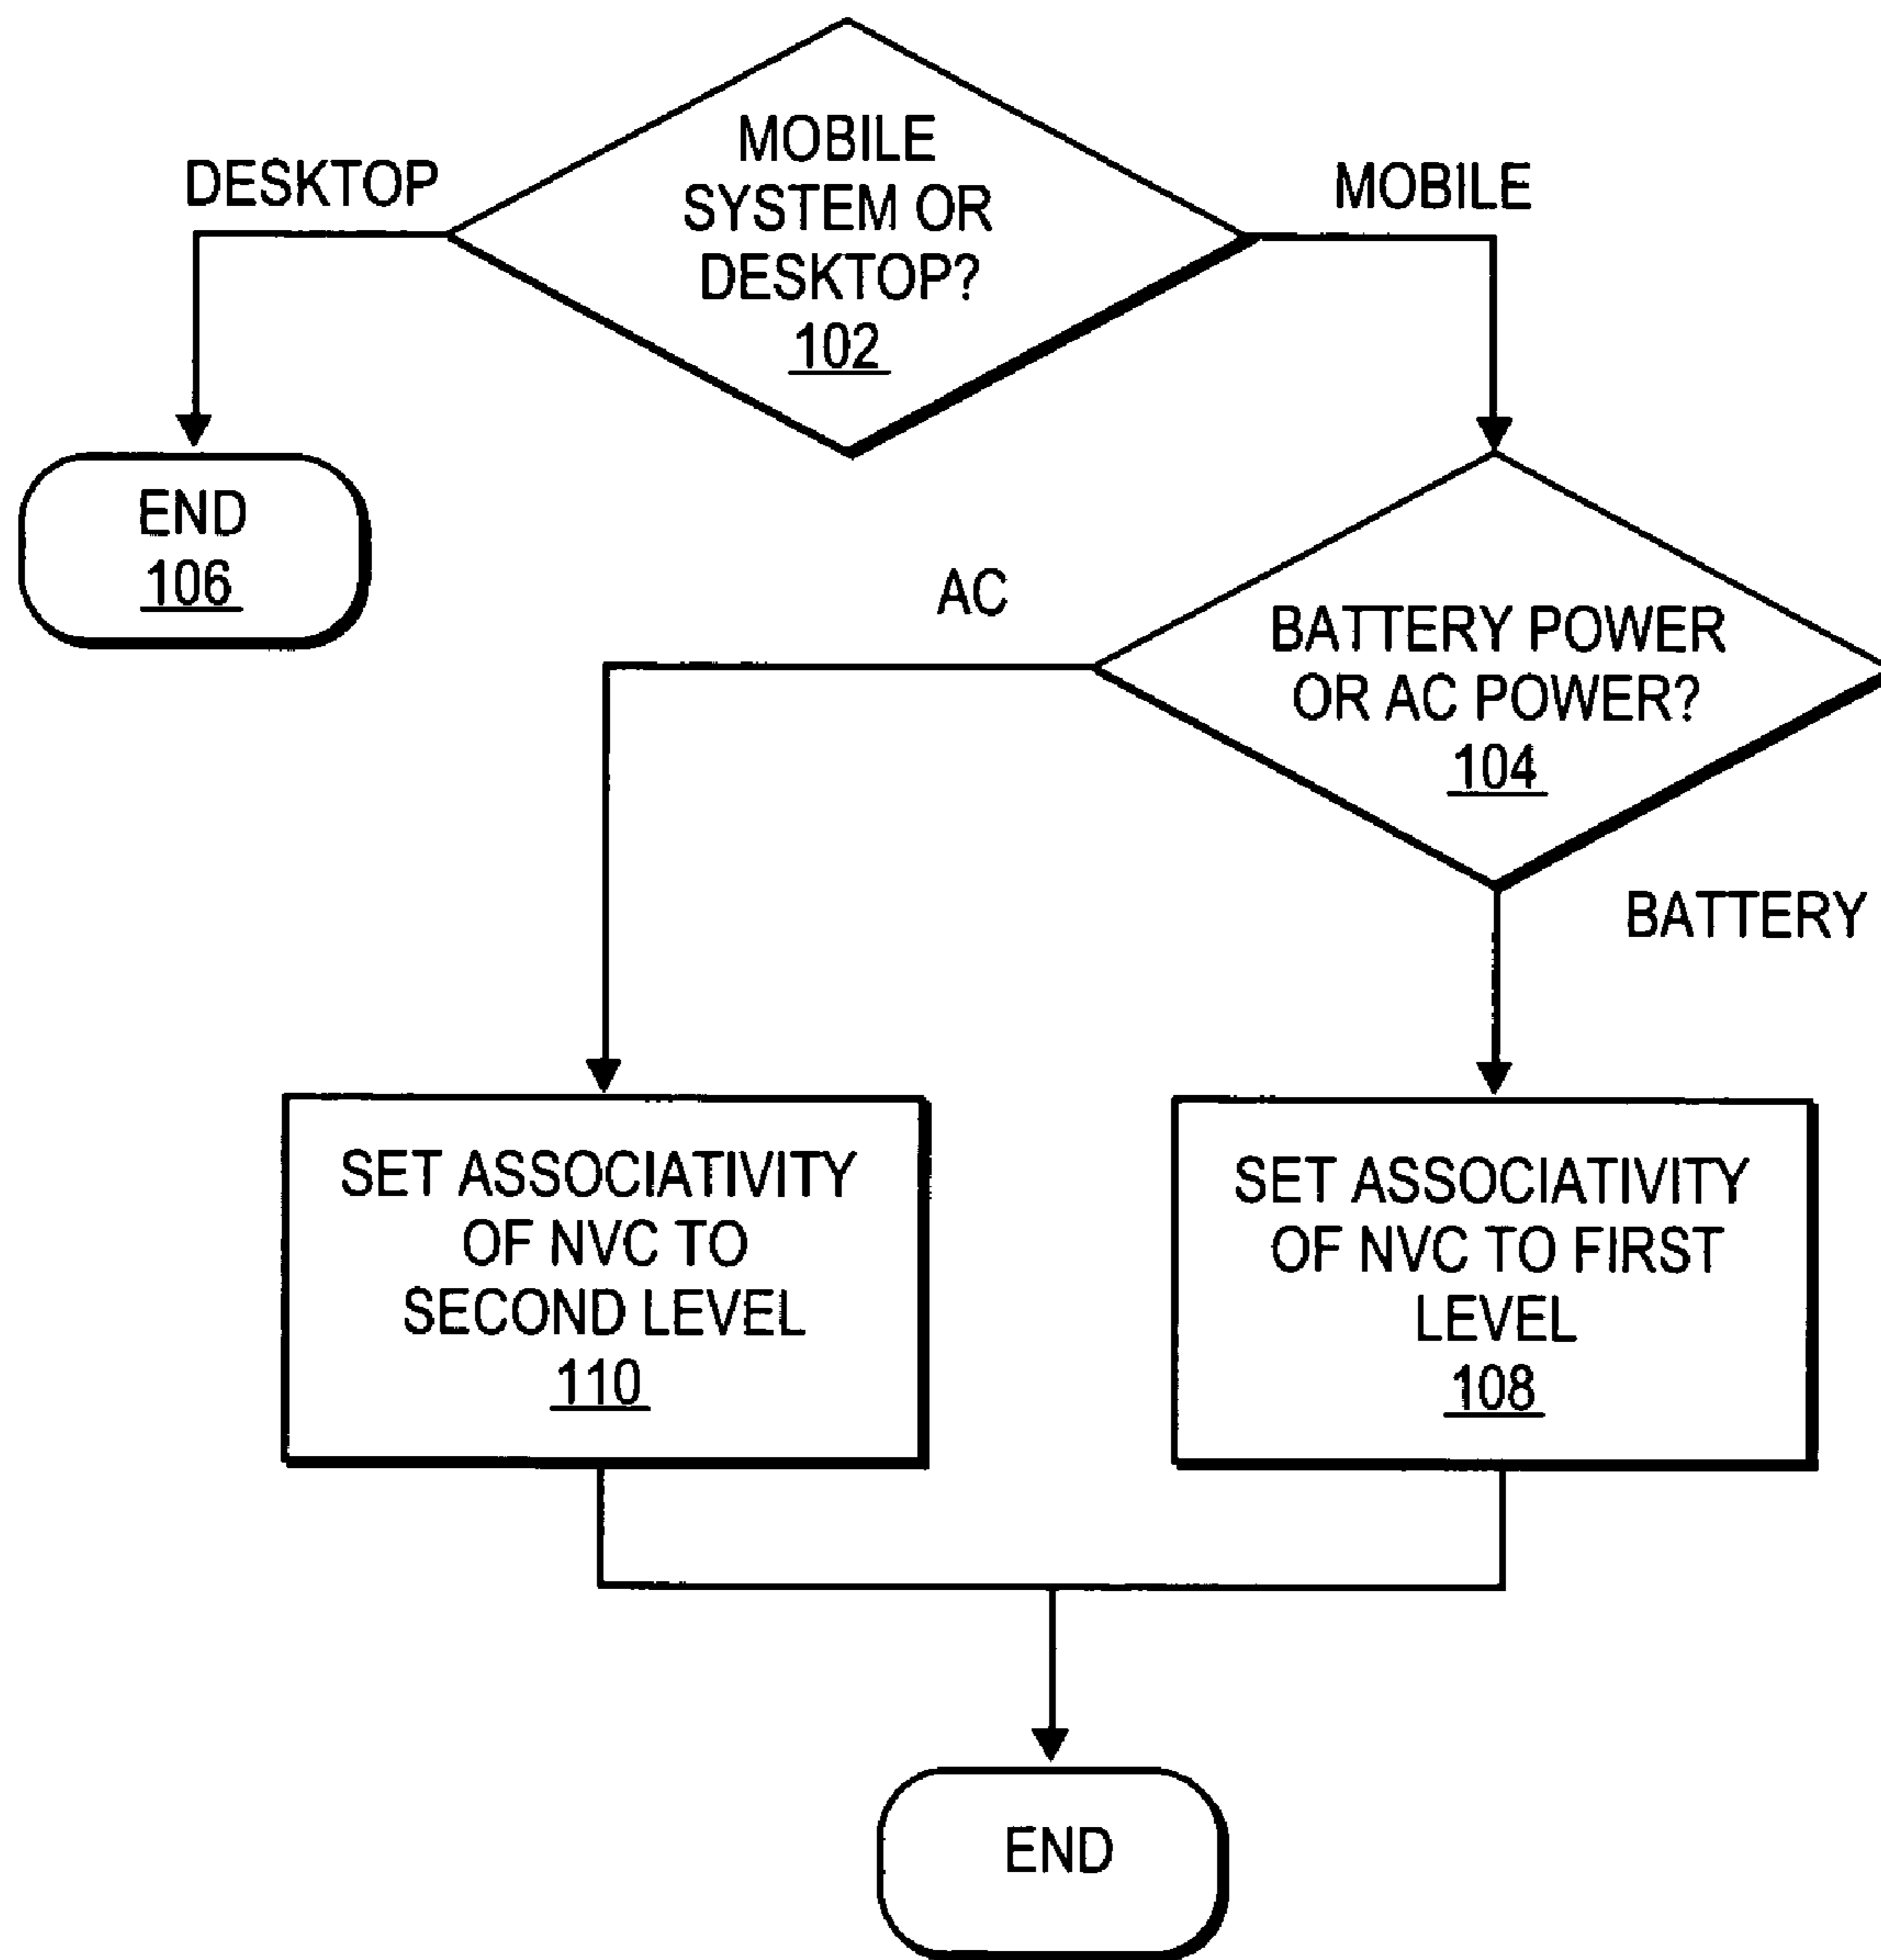 MOBILE
SYSTEM OR
DESKTOP?
102
DESKTOP
MOBILE
END
106
AC
BATTERY POWER
OR AC POWER?
104
BATTERY
SET ASSOCIATIVITY
OF NVC TO
SECOND LEVEL
110
SET ASSOCIATIVITY
OF NVC TO FIRST
LEVEL
108
END